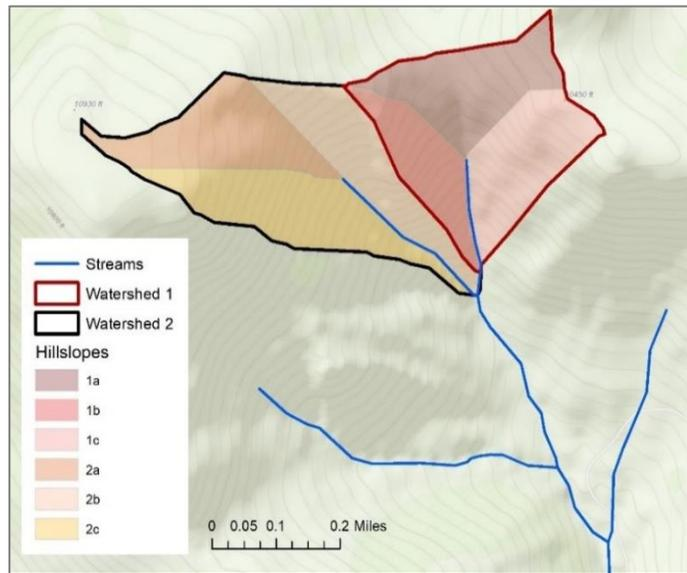 10930 ft
10450 ft
Streams
Watershed 1
Watershed 2
Hillslopes
1a
1b
1c
2a
2b
2c
0 0.05 0.1 0.2 Miles